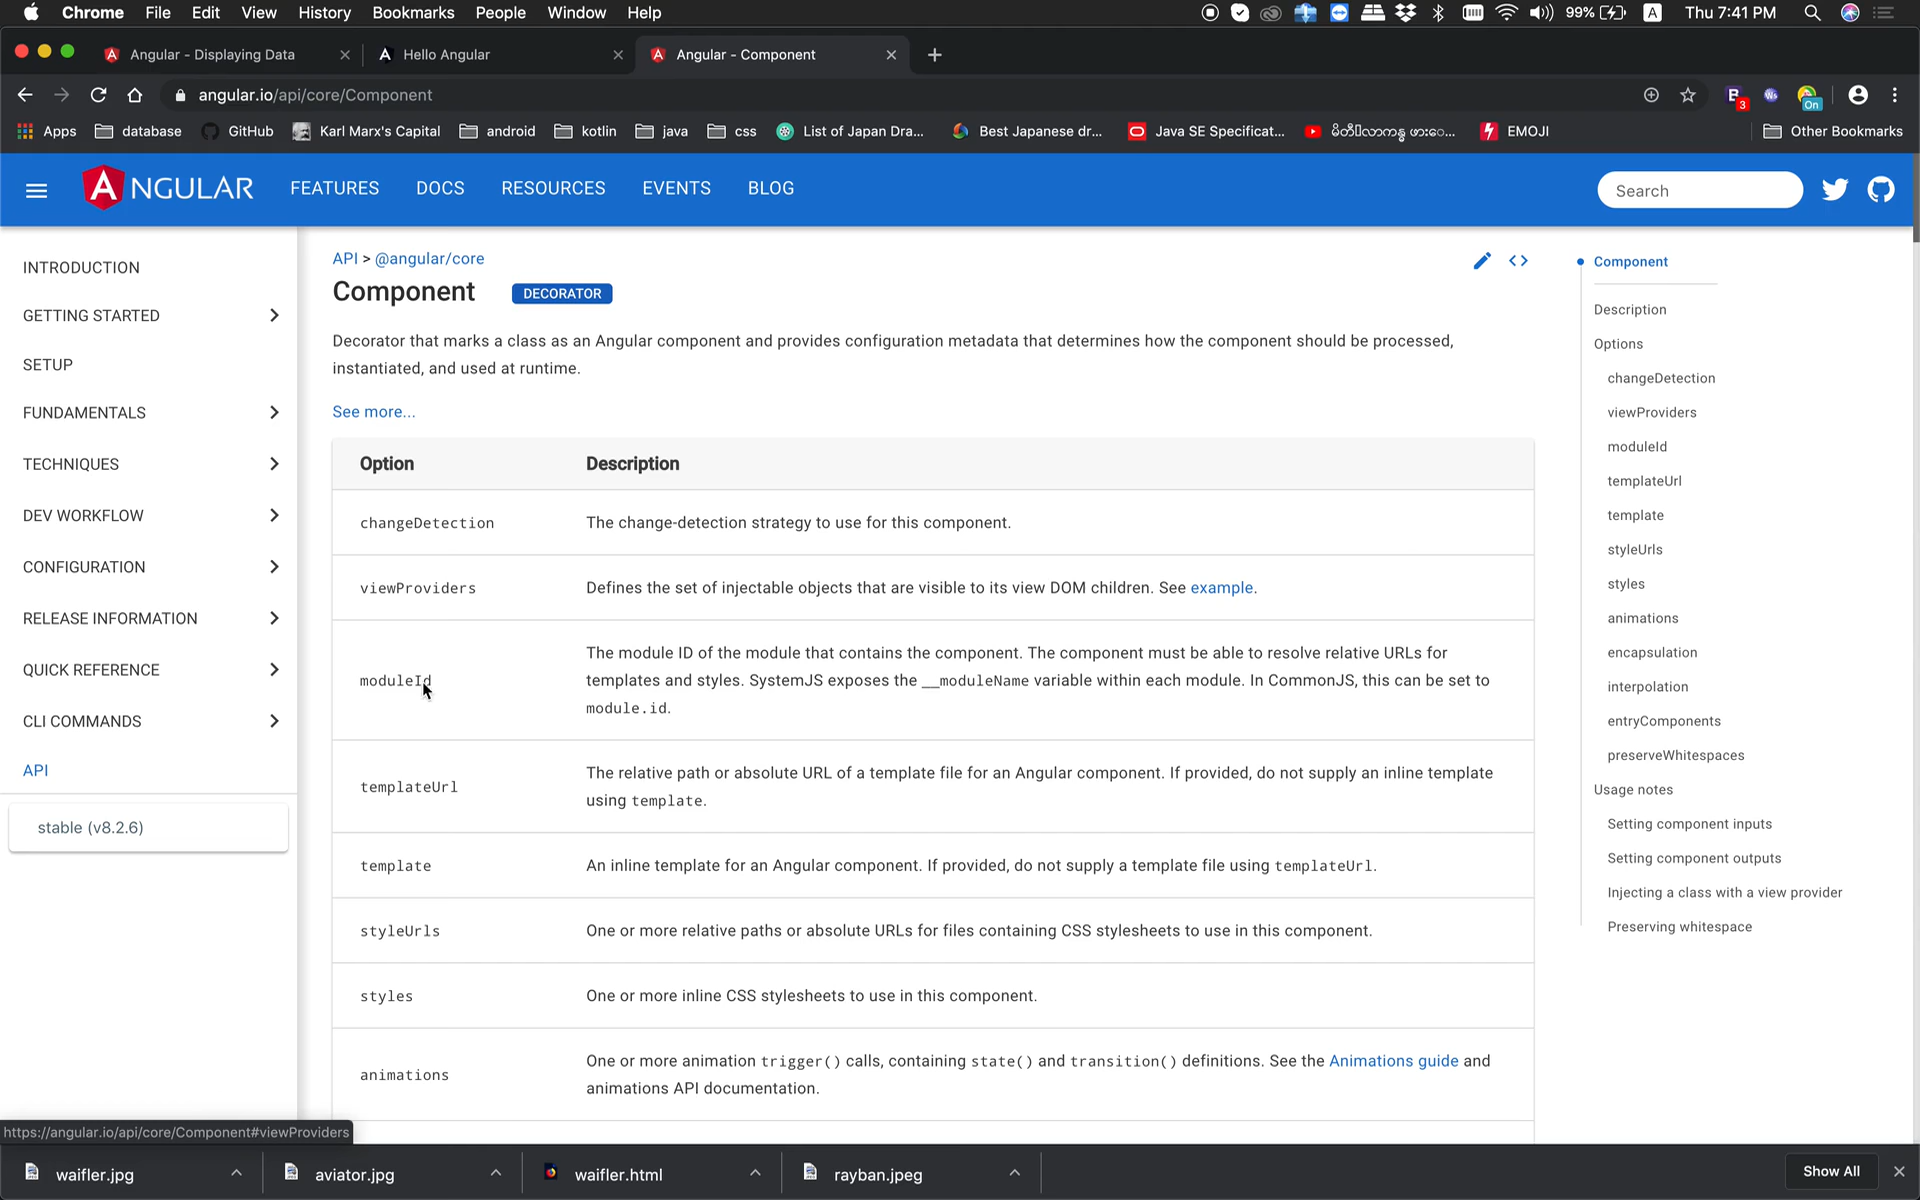 Chrome File Edit View History Bookmarks People Window Help
99% A Thu 7:41 PM
Angular - Displaying Data
Hello Angular
Angular - Component
angular.io/api/core/Component
3 Ws On
Apps database GitHub Karl Marx's Capital android kotlin java css List of Japan Dra... Best Japanese dr... Java SE Specificat... EMOJI Other Bookmarks
ANGULAR FEATURES DOCS RESOURCES EVENTS BLOG Search
INTRODUCTION
GETTING STARTED
SETUP
FUNDAMENTALS
TECHNIQUES
DEV WORKFLOW
CONFIGURATION
RELEASE INFORMATION
QUICK REFERENCE
CLI COMMANDS
API
stable (v8.2.6)
API > @angular/core
Component DECORATOR
Decorator that marks a class as an Angular component and provides configuration metadata that determines how the component should be processed,
instantiated, and used at runtime.
See more...
Option Description
changeDetection The change-detection strategy to use for this component.
viewProviders Defines the set of injectable objects that are visible to its view DOM children. See example.
moduleId The module ID of the module that contains the component. The component must be able to resolve relative URLs for
templates and styles. SystemJS exposes the __moduleName variable within each module. In CommonJS, this can be set to
module.id.
templateUrl The relative path or absolute URL of a template file for an Angular component. If provided, do not supply an inline template
using template.
template An inline template for an Angular component. If provided, do not supply a template file using templateUrl.
styleUrls One or more relative paths or absolute URLs for files containing CSS stylesheets to use in this component.
styles One or more inline CSS stylesheets to use in this component.
animations One or more animation trigger() calls, containing state() and transition() definitions. See the Animations guide and
animations API documentation.
Component
Description
Options
changeDetection
viewProviders
moduleId
templateUrl
template
styleUrls
styles
animations
encapsulation
interpolation
entryComponents
preserveWhitespaces
Usage notes
Setting component inputs
Setting component outputs
Injecting a class with a view provider
Preserving whitespace
https://angular.io/api/core/Component#viewProviders
waifler.jpg aviator.jpg waifler.html rayban.jpeg Show All